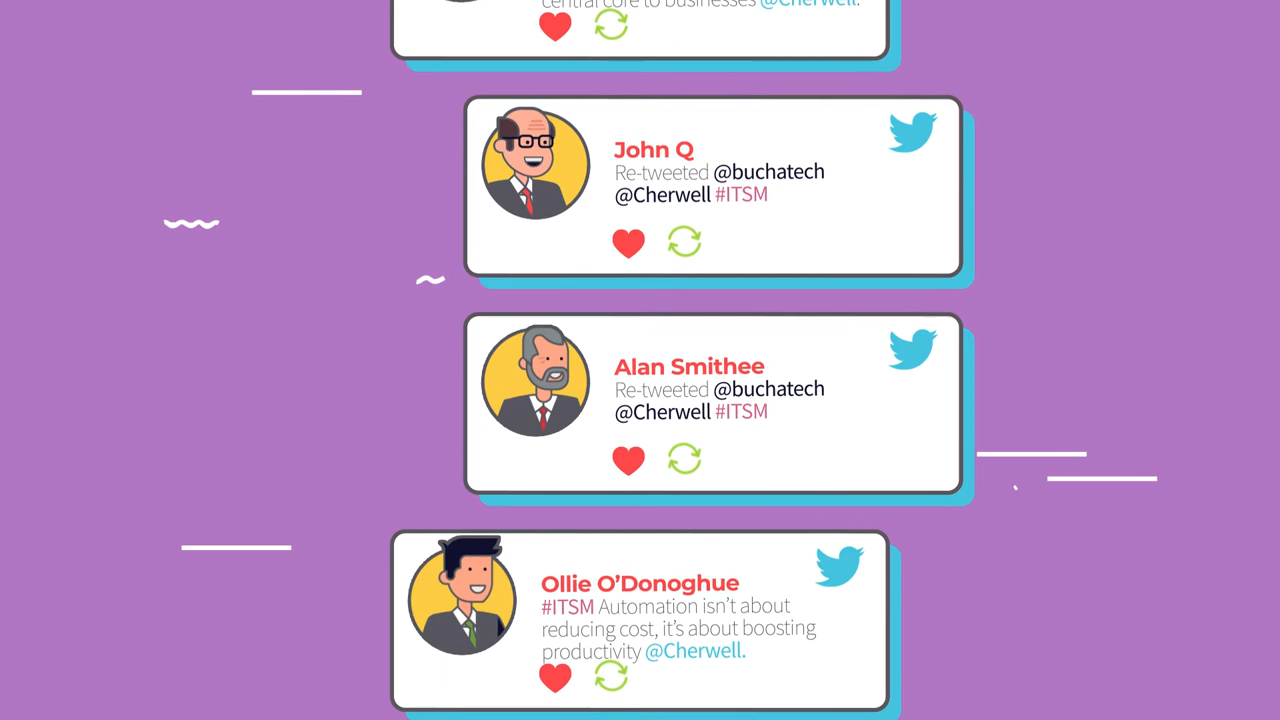 central core to businesses @Cherwell.
John Q
Re-tweeted @buchatech
@Cherwell #ITSM
Alan Smithee
Re-tweeted @buchatech
@Cherwell #ITSM
Ollie O’Donoghue
#ITSM Automation isn’t about
reducing cost, it’s about boosting
productivity @Cherwell.